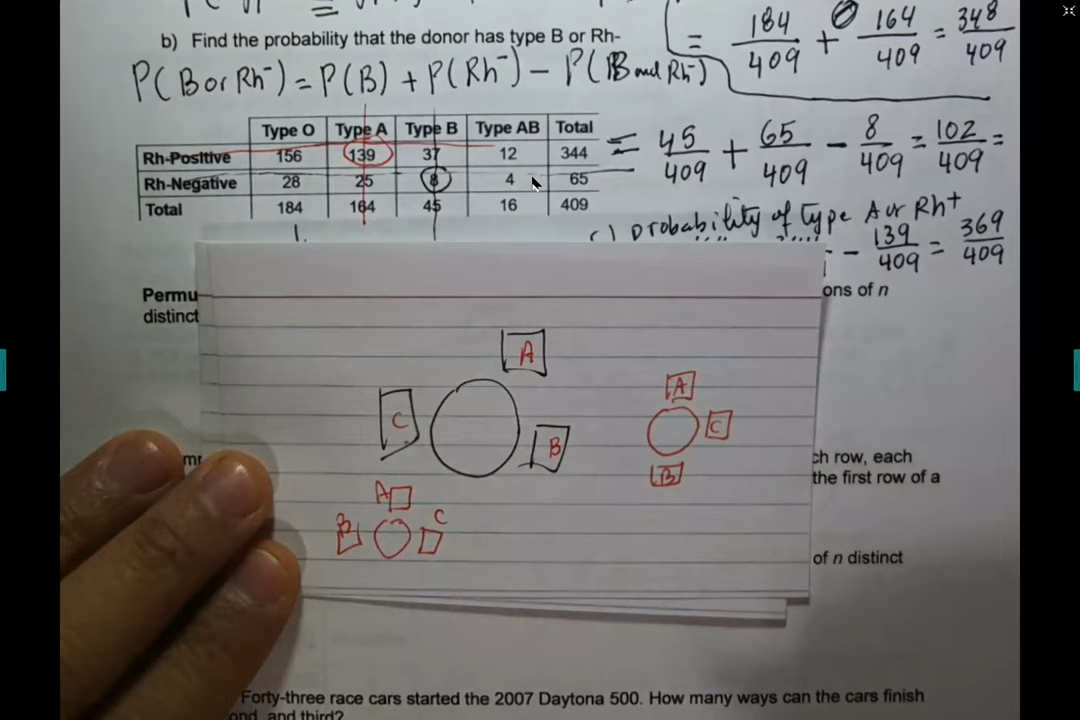 b) Find the probability that the donor has type B or Rh-
P(B or Rh⁻) = P(B) + P(Rh⁻) − P(B and Rh⁻)
= 184/409 + 164/409 = 348/409
Type O Type A Type B Type AB Total
Rh-Positive 156 139 37 12 344
Rh-Negative 28 25 8 4 65
Total 184 164 45 16 409
= 45/409 + 65/409 − 8/409 = 102/409 =
c) probability of type A or Rh+
− 139/409 = 369/409
Permu ons of n
distinct
A
C
B
A
C
B
A
B
C
ch row, each
the first row of a
of n distinct
Forty-three race cars started the 2007 Daytona 500. How many ways can the cars finish
ond, and third?